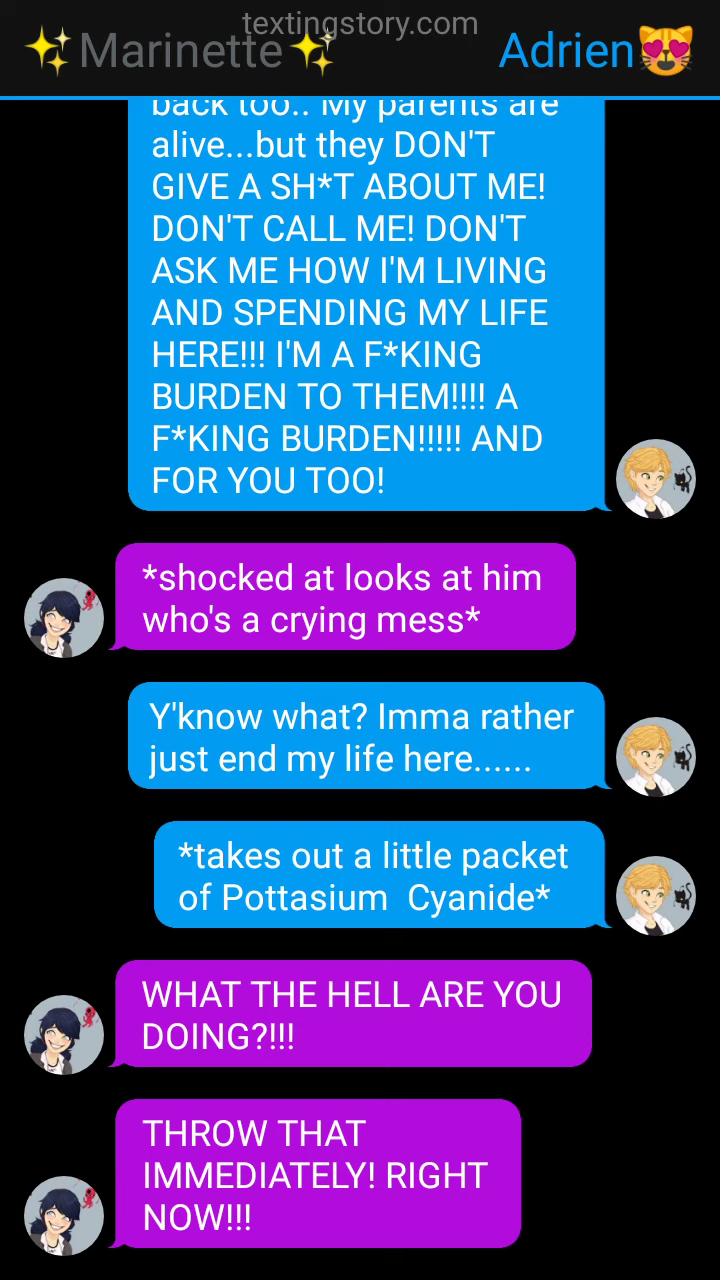 textingstory.com
✨Marinette✨ Adrien😻
back too.. My parents are
alive...but they DON'T
GIVE A SH*T ABOUT ME!
DON'T CALL ME! DON'T
ASK ME HOW I'M LIVING
AND SPENDING MY LIFE
HERE!!! I'M A F*KING
BURDEN TO THEM!!!! A
F*KING BURDEN!!!!! AND
FOR YOU TOO!
*shocked at looks at him
who's a crying mess*
Y'know what? Imma rather
just end my life here......
*takes out a little packet
of Pottasium  Cyanide*
WHAT THE HELL ARE YOU
DOING?!!!
THROW THAT
IMMEDIATELY! RIGHT
NOW!!!